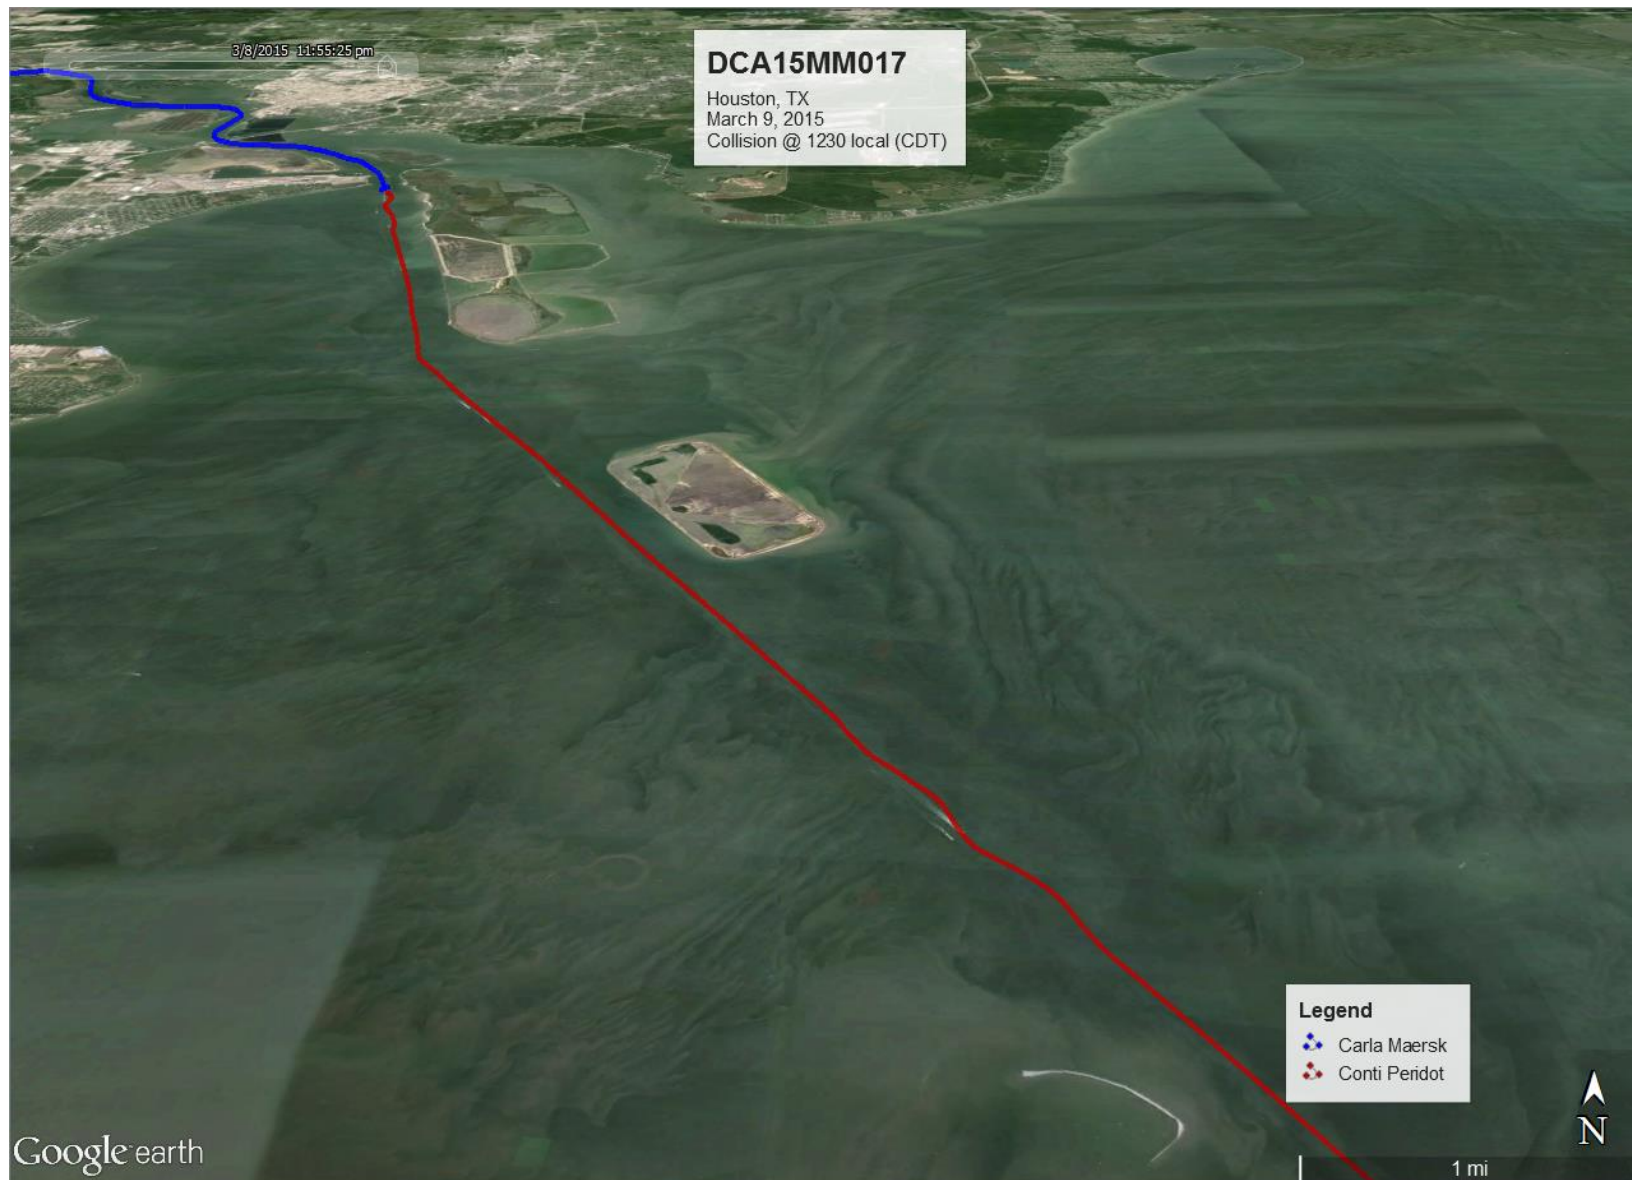 3/8/2015 11:55:25 pm
DCA15MM017
Houston, TX
March 9, 2015
Collision @ 1230 local (CDT)
Legend
Carla Maersk
Conti Peridot
N
Google earth
1 mi